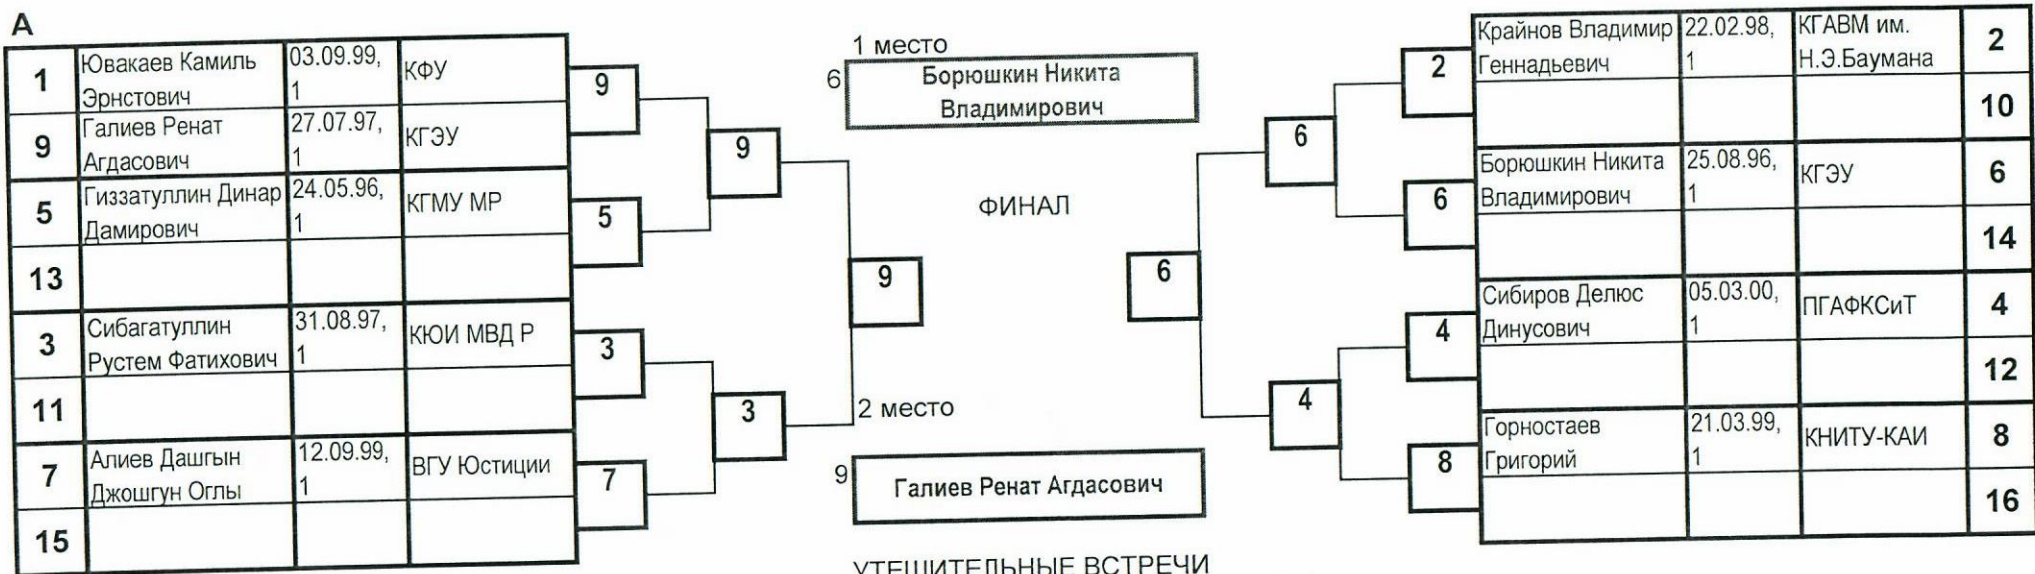 А
1 Ювакаев Камиль 03.09.99, КФУ
Эрнстович 1
9 Галиев Ренат 27.07.97, КГЭУ
Агдасович 1
5 Гиззатуллин Динар 24.05.96, КГМУ МР
Дамирович 1
13
3 Сибагатуллин 31.08.97, КЮИ МВД Р
Рустем Фатихович 1
11
7 Алиев Дашгын 12.09.99, ВГУ Юстиции
Джошгун Оглы 1
15
9
5
3
7
9
3
9
1 место
6 Борюшкин Никита
Владимирович
ФИНАЛ
2 место
9 Галиев Ренат Агдасович
УТЕШИТЕЛЬНЫЕ ВСТРЕЧИ
6
6
4
2
6
4
8
Крайнов Владимир 22.02.98, КГАВМ им. 2
Геннадьевич 1 Н.Э.Баумана
10
Борюшкин Никита 25.08.96, КГЭУ 6
Владимирович 1
14
Сибиров Делюс 05.03.00, ПГАФКСиТ 4
Динусович 1
12
Горностаев 21.03.99, КНИТУ-КАИ 8
Григорий 1
16